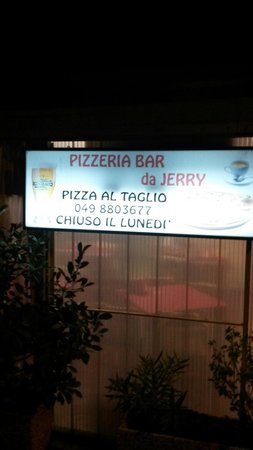 PIZZERIA BAR
da JERRY
PIZZA AL TAGLIO
049 8803677
CHIUSO IL LUNEDI'